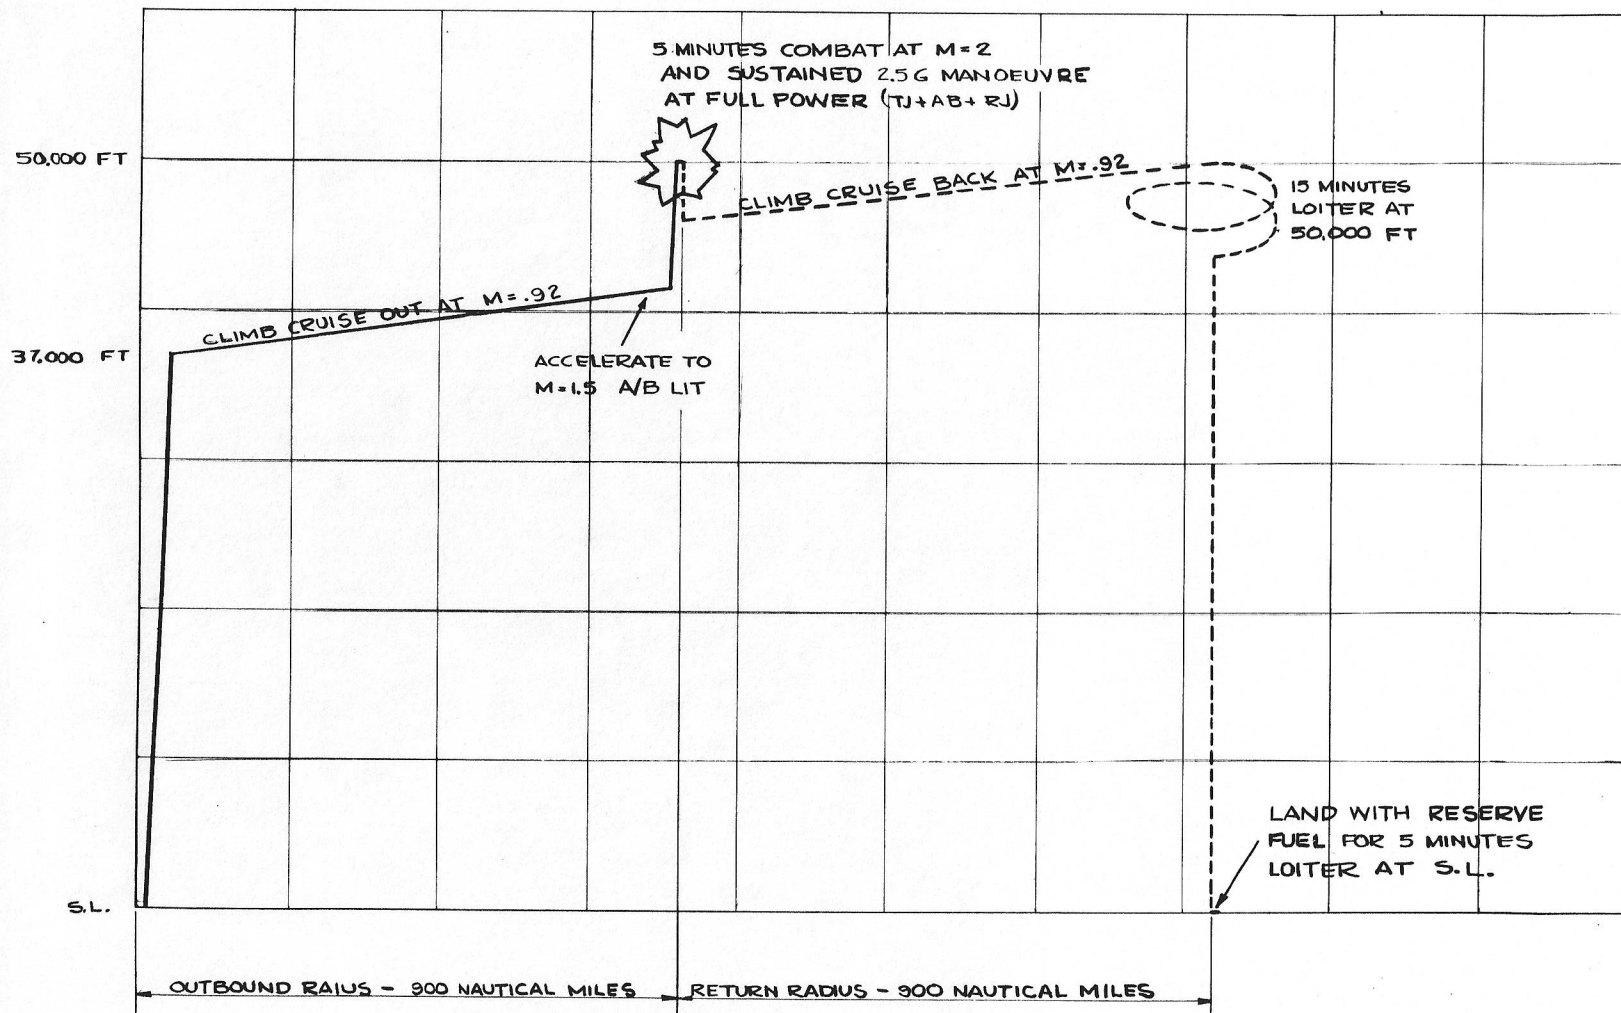 5 MINUTES COMBAT AT M=2
AND SUSTAINED 2.5G MANOEUVRE
AT FULL POWER (TJ+AB+RJ)
50,000 FT
CLIMB CRUISE BACK AT M=.92
15 MINUTES
LOITER AT
50,000 FT
CLIMB CRUISE OUT AT M=.92
37,000 FT
ACCELERATE TO
M=1.5 A/B LIT
LAND WITH RESERVE
FUEL FOR 5 MINUTES
LOITER AT S.L.
S.L.
OUTBOUND RAIUS - 900 NAUTICAL MILES
RETURN RADIUS - 900 NAUTICAL MILES